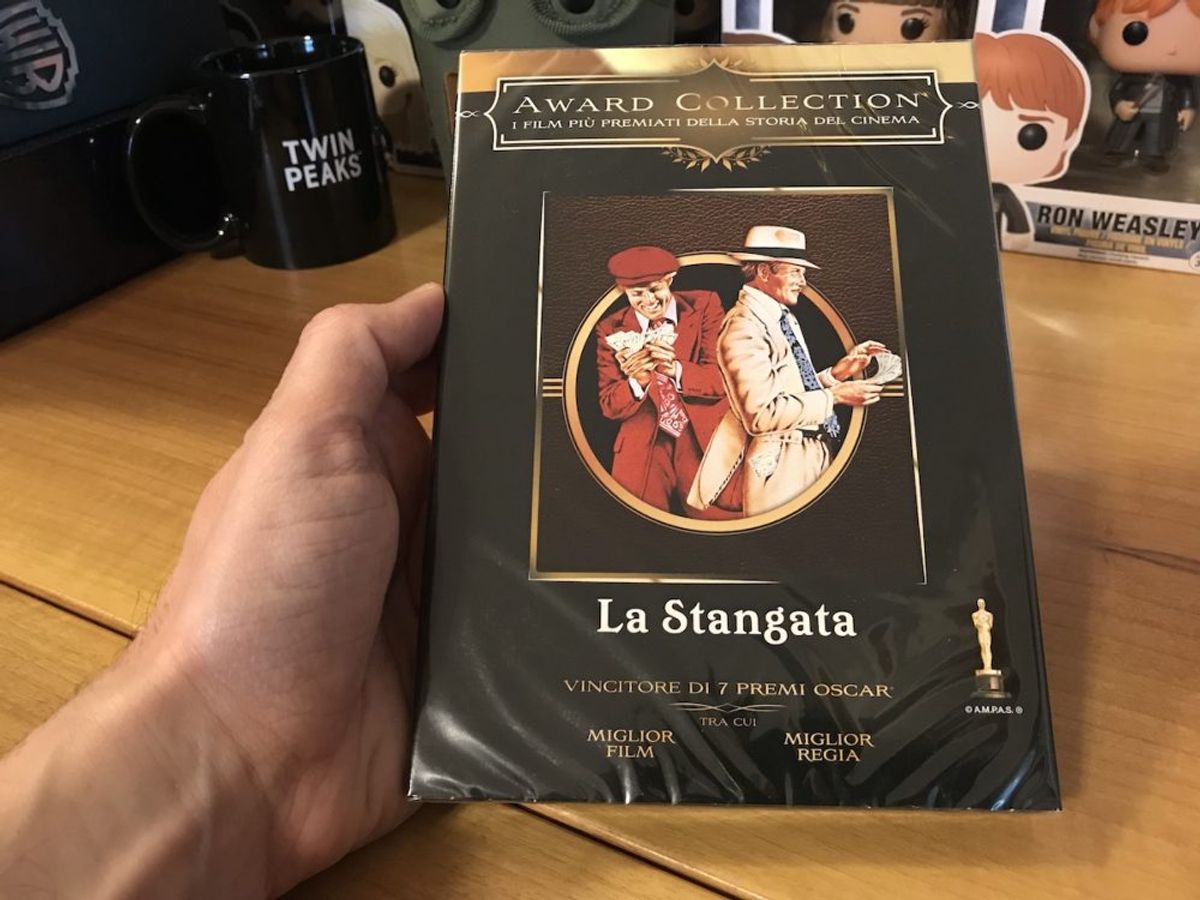 AWARD COLLECTION™
I FILM PIÙ PREMIATI DELLA STORIA DEL CINEMA
TWIN
PEAKS
RON WEASLEY
La Stangata
VINCITORE DI 7 PREMI OSCAR®
TRA CUI
MIGLIOR
FILM
MIGLIOR
REGIA
© A.M.P.A.S. ®